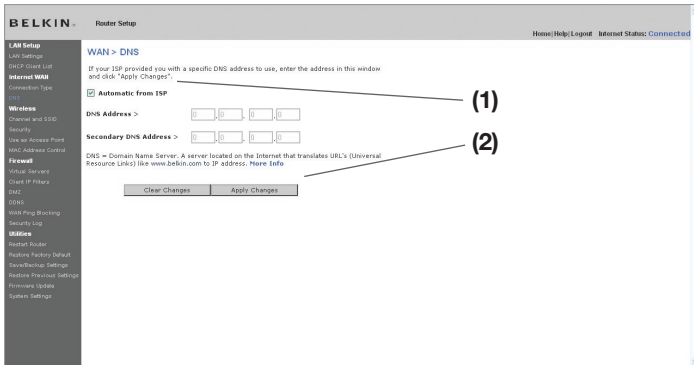 BELKIN
Router Setup
Home|Help|Logout Internet Status: Connected
LAN Setup
LAN Settings
DHCP Client List
Internet WAN
Connection Type
DNS
Wireless
Channel and SSID
Security
Use as Access Point
MAC Address Control
Firewall
Virtual Servers
Client IP Filters
DMZ
DDNS
WAN Ping Blocking
Security Log
Utilities
Restart Router
Restore Factory Default
Save/Backup Settings
Restore Previous Settings
Firmware Update
System Settings
WAN > DNS
If your ISP provided you with a specific DNS address to use, enter the address in this window
and click "Apply Changes".
Automatic from ISP
DNS Address > 0 . 0 . 0 . 0
Secondary DNS Address > 0 . 0 . 0 . 0
DNS = Domain Name Server. A server located on the Internet that translates URL's (Universal
Resource Links) like www.belkin.com to IP address. More Info
Clear Changes Apply Changes
(1)
(2)